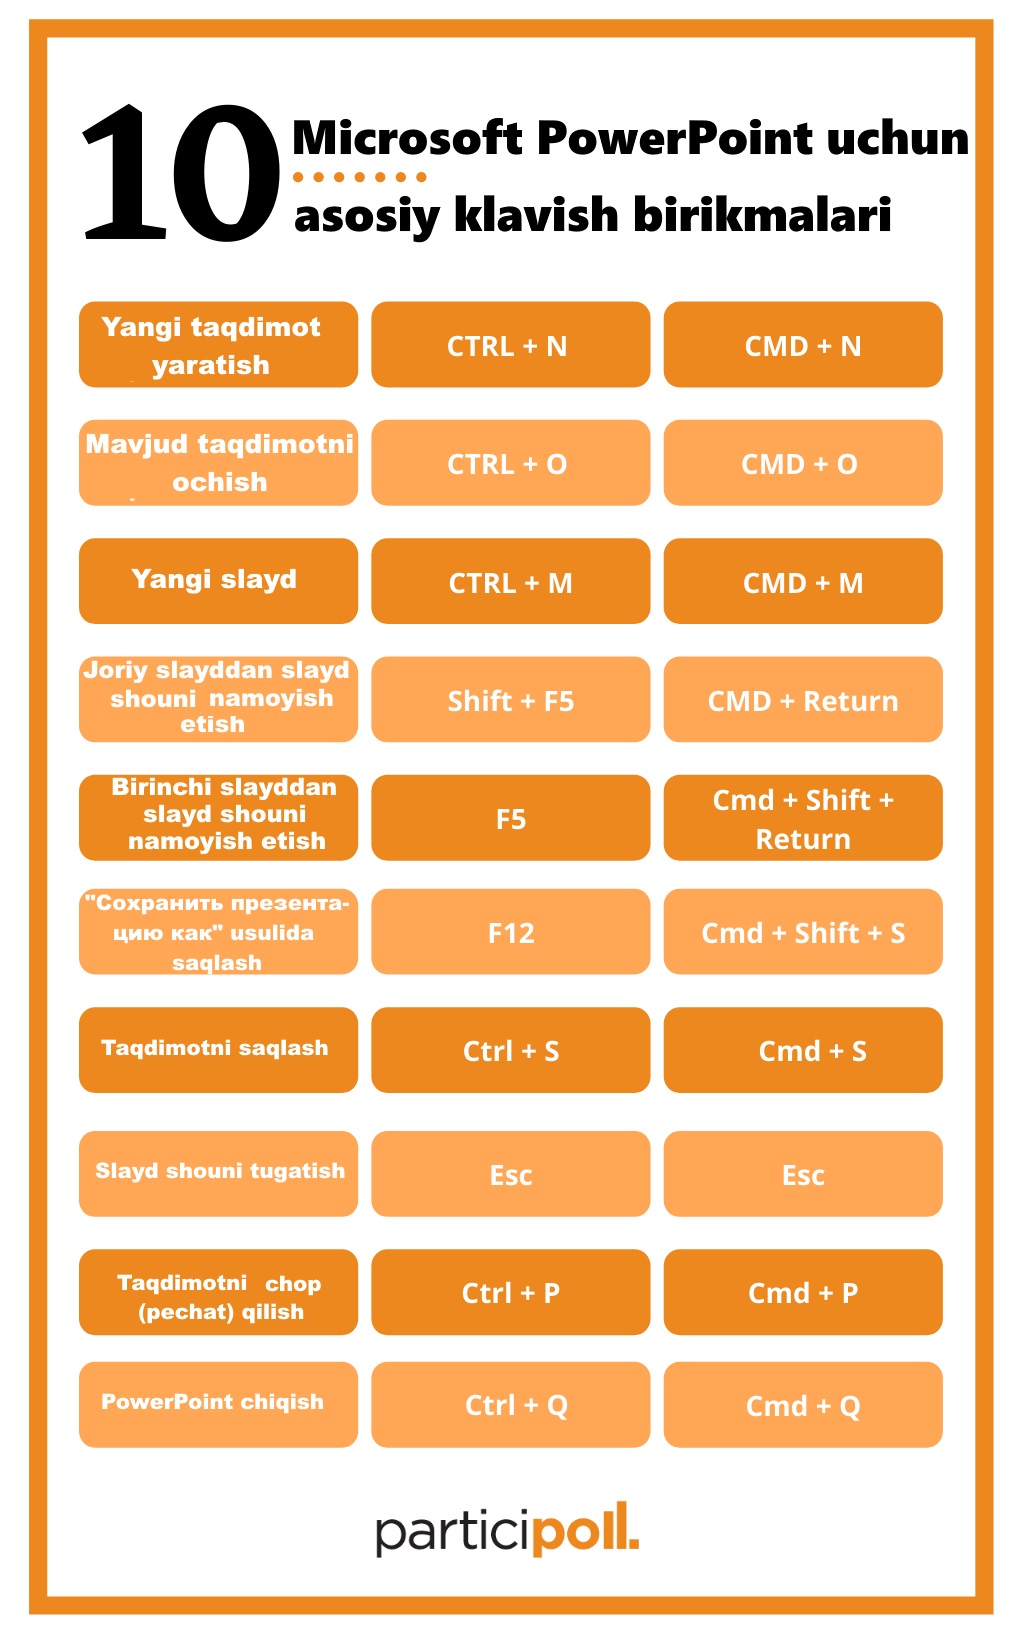 10
Microsoft PowerPoint uchun
asosiy klavish birikmalari
Yangi taqdimot
yaratish
CTRL + N
CMD + N
Mavjud taqdimotni
ochish
CTRL + O
CMD + O
Yangi slayd
CTRL + M
CMD + M
Joriy slayddan slayd
shouni namoyish
etish
Shift + F5
CMD + Return
Birinchi slayddan
slayd shouni
namoyish etish
F5
Cmd + Shift +
Return
"Сохранить презента-
цию как" usulida
saqlash
F12
Cmd + Shift + S
Taqdimotni saqlash
Ctrl + S
Cmd + S
Slayd shouni tugatish
Esc
Esc
Taqdimotni chop
(pechat) qilish
Ctrl + P
Cmd + P
PowerPoint chiqish
Ctrl + Q
Cmd + Q
participoll.